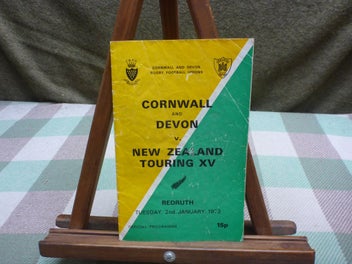 CORNWALL AND DEVON
RUGBY FOOTBALL UNIONS
CORNWALL
AND
DEVON
v.
NEW ZEALAND
TOURING XV
REDRUTH
TUESDAY 2nd JANUARY 1973
OFFICIAL PROGRAMME
15p